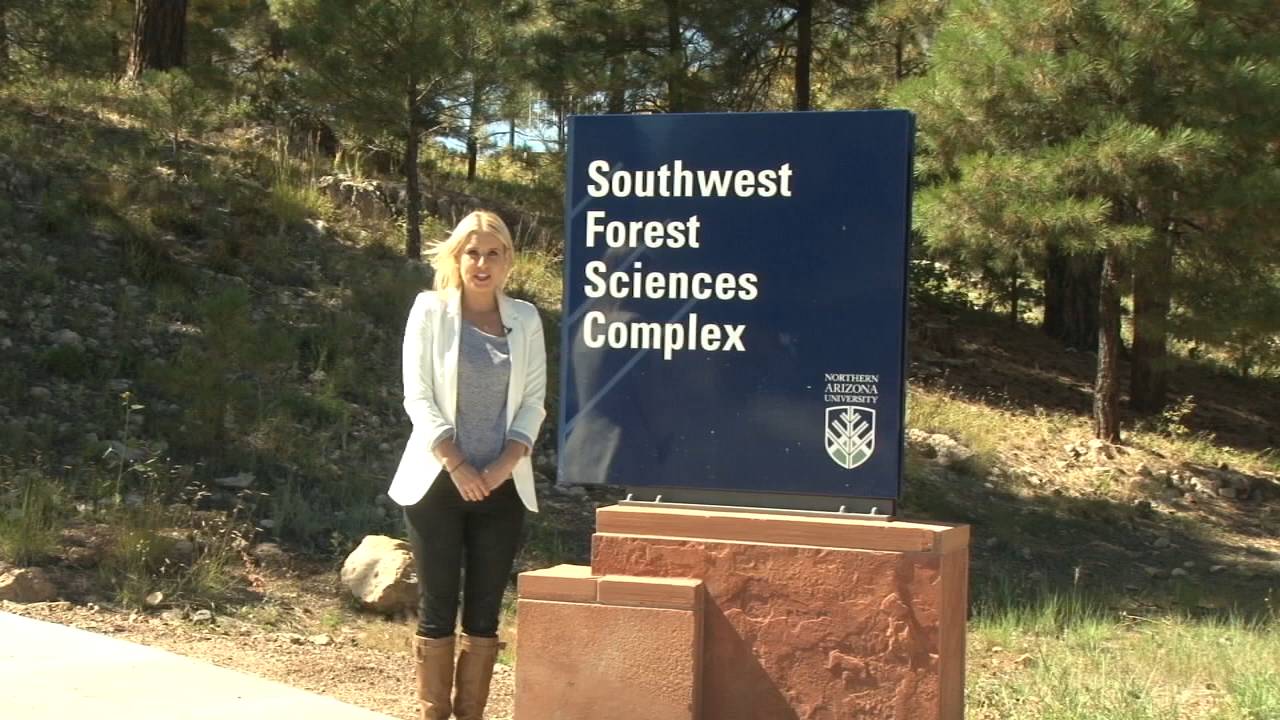 Southwest
Forest
Sciences
Complex
NORTHERN
ARIZONA
UNIVERSITY